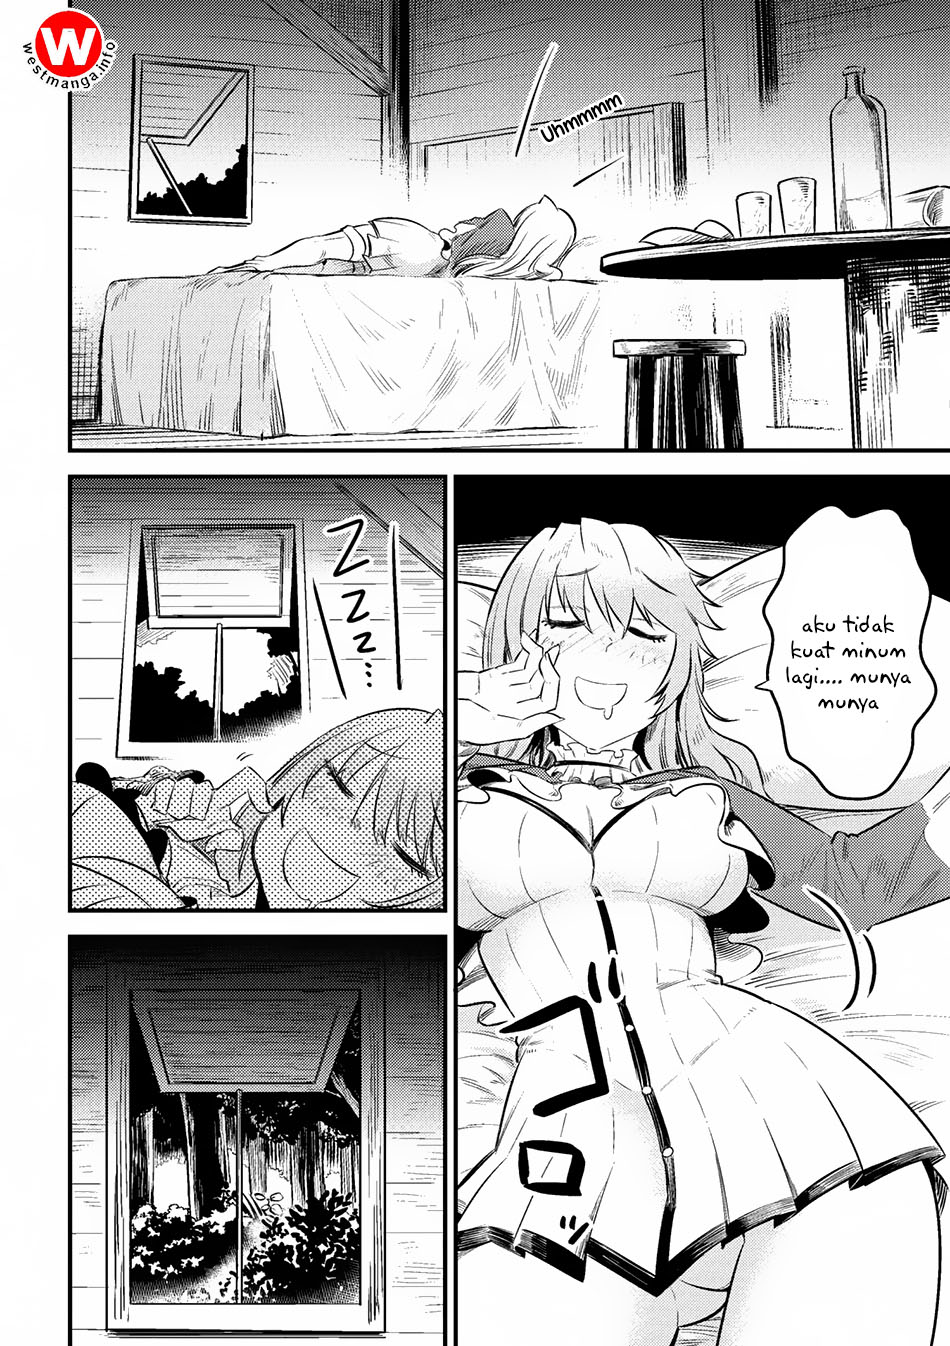 W
westmanga.info
Uhmmmm
aku tidak
kuat minum
lagi.... munya
munya
Z
Z
Z...
ゴロッ